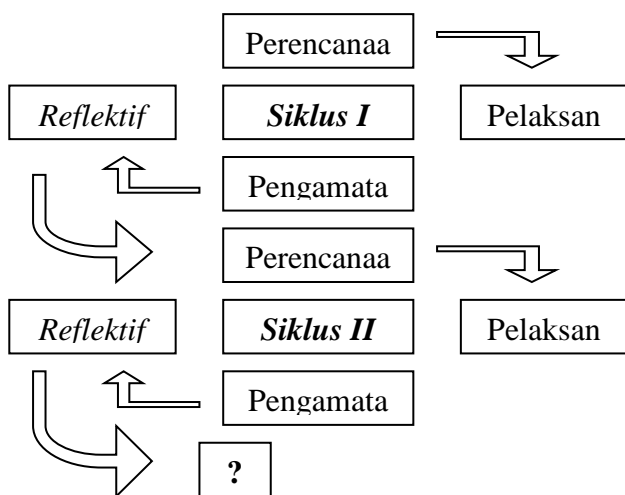 Perencanaa
Reflektif
Siklus I
Pelaksan
Pengamata
Perencanaa
Reflektif
Siklus II
Pelaksan
Pengamata
?